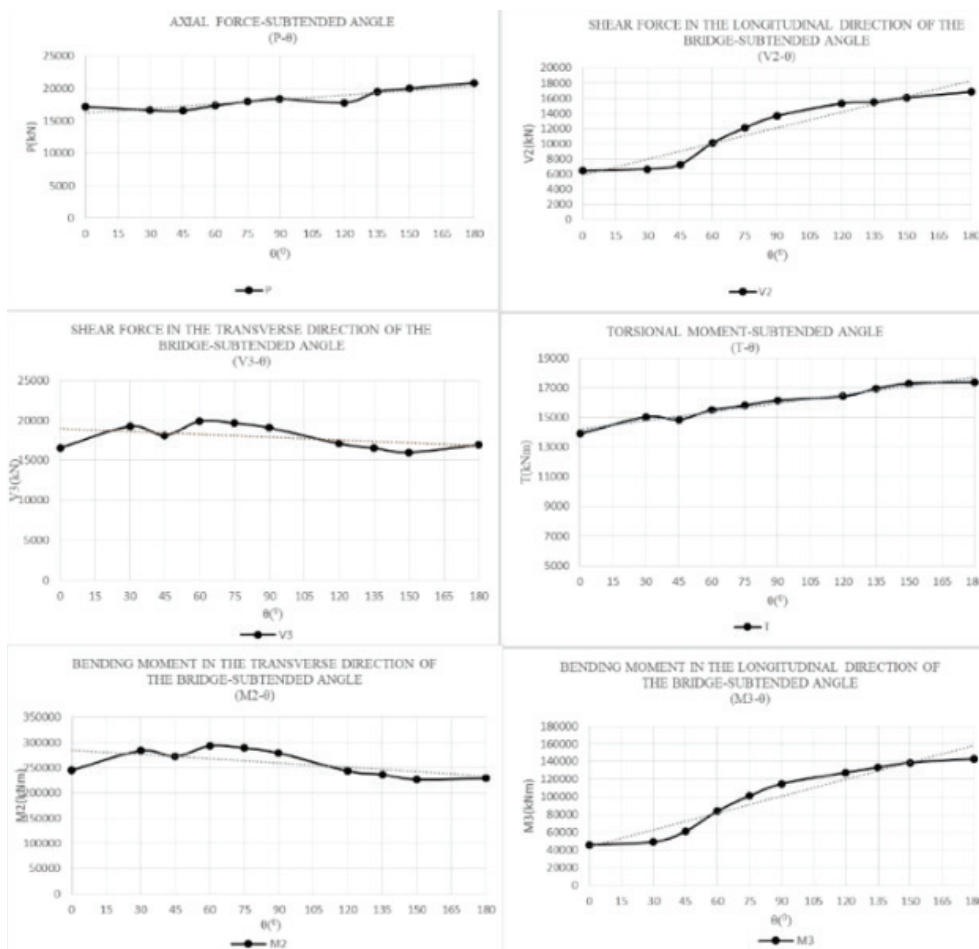 AXIAL FORCE-SUBTENDED ANGLE
(P-θ)
25000
20000
15000
10000
5000
0
P(kN)
0 15 30 45 60 75 90 105 120 135 150 165 180
θ(⁰)
P
SHEAR FORCE IN THE LONGITUDINAL DIRECTION OF THE
BRIDGE-SUBTENDED ANGLE
(V2-θ)
20000
18000
16000
14000
12000
10000
8000
6000
4000
2000
0
V2(kN)
0 15 30 45 60 75 90 105 120 135 150 165 180
θ(⁰)
V2
SHEAR FORCE IN THE TRANSVERSE DIRECTION OF THE
BRIDGE-SUBTENDED ANGLE
(V3-θ)
25000
20000
15000
10000
5000
0
V3(kN)
0 15 30 45 60 75 90 105 120 135 150 165 180
θ(⁰)
V3
TORSIONAL MOMENT-SUBTENDED ANGLE
(T-θ)
19000
17000
15000
13000
11000
9000
7000
5000
T(kNm)
0 15 30 45 60 75 90 105 120 135 150 165 180
θ(⁰)
T
BENDING MOMENT IN THE TRANSVERSE DIRECTION OF
THE BRIDGE-SUBTENDED ANGLE
(M2-θ)
350000
300000
250000
200000
150000
100000
50000
0
M2(kNm)
0 15 30 45 60 75 90 105 120 135 150 165 180
θ(⁰)
M2
BENDING MOMENT IN THE LONGITUDINAL DIRECTION OF
THE BRIDGE-SUBTENDED ANGLE
(M3-θ)
180000
160000
140000
120000
100000
80000
60000
40000
20000
0
M3(kNm)
0 15 30 45 60 75 90 105 120 135 150 165 180
θ(⁰)
M3